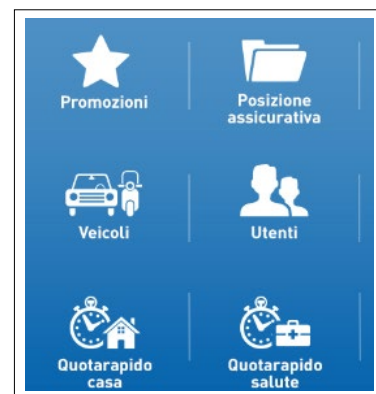 Promozioni
Posizione
assicurativa
Veicoli
Utenti
Quotarapido
casa
Quotarapido
salute